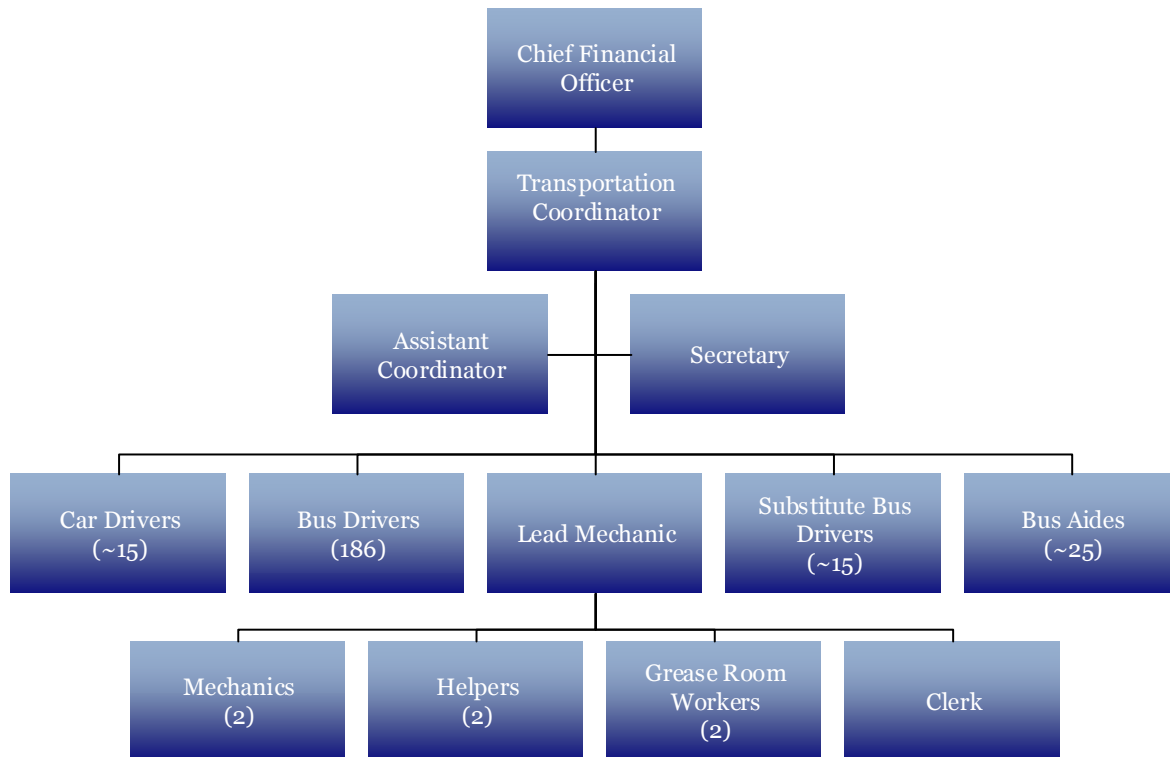 Chief Financial
Officer
Transportation
Coordinator
Assistant
Coordinator
Secretary
Car Drivers
(~15)
Bus Drivers
(186)
Lead Mechanic
Substitute Bus
Drivers
(~15)
Bus Aides
(~25)
Mechanics
(2)
Helpers
(2)
Grease Room
Workers
(2)
Clerk